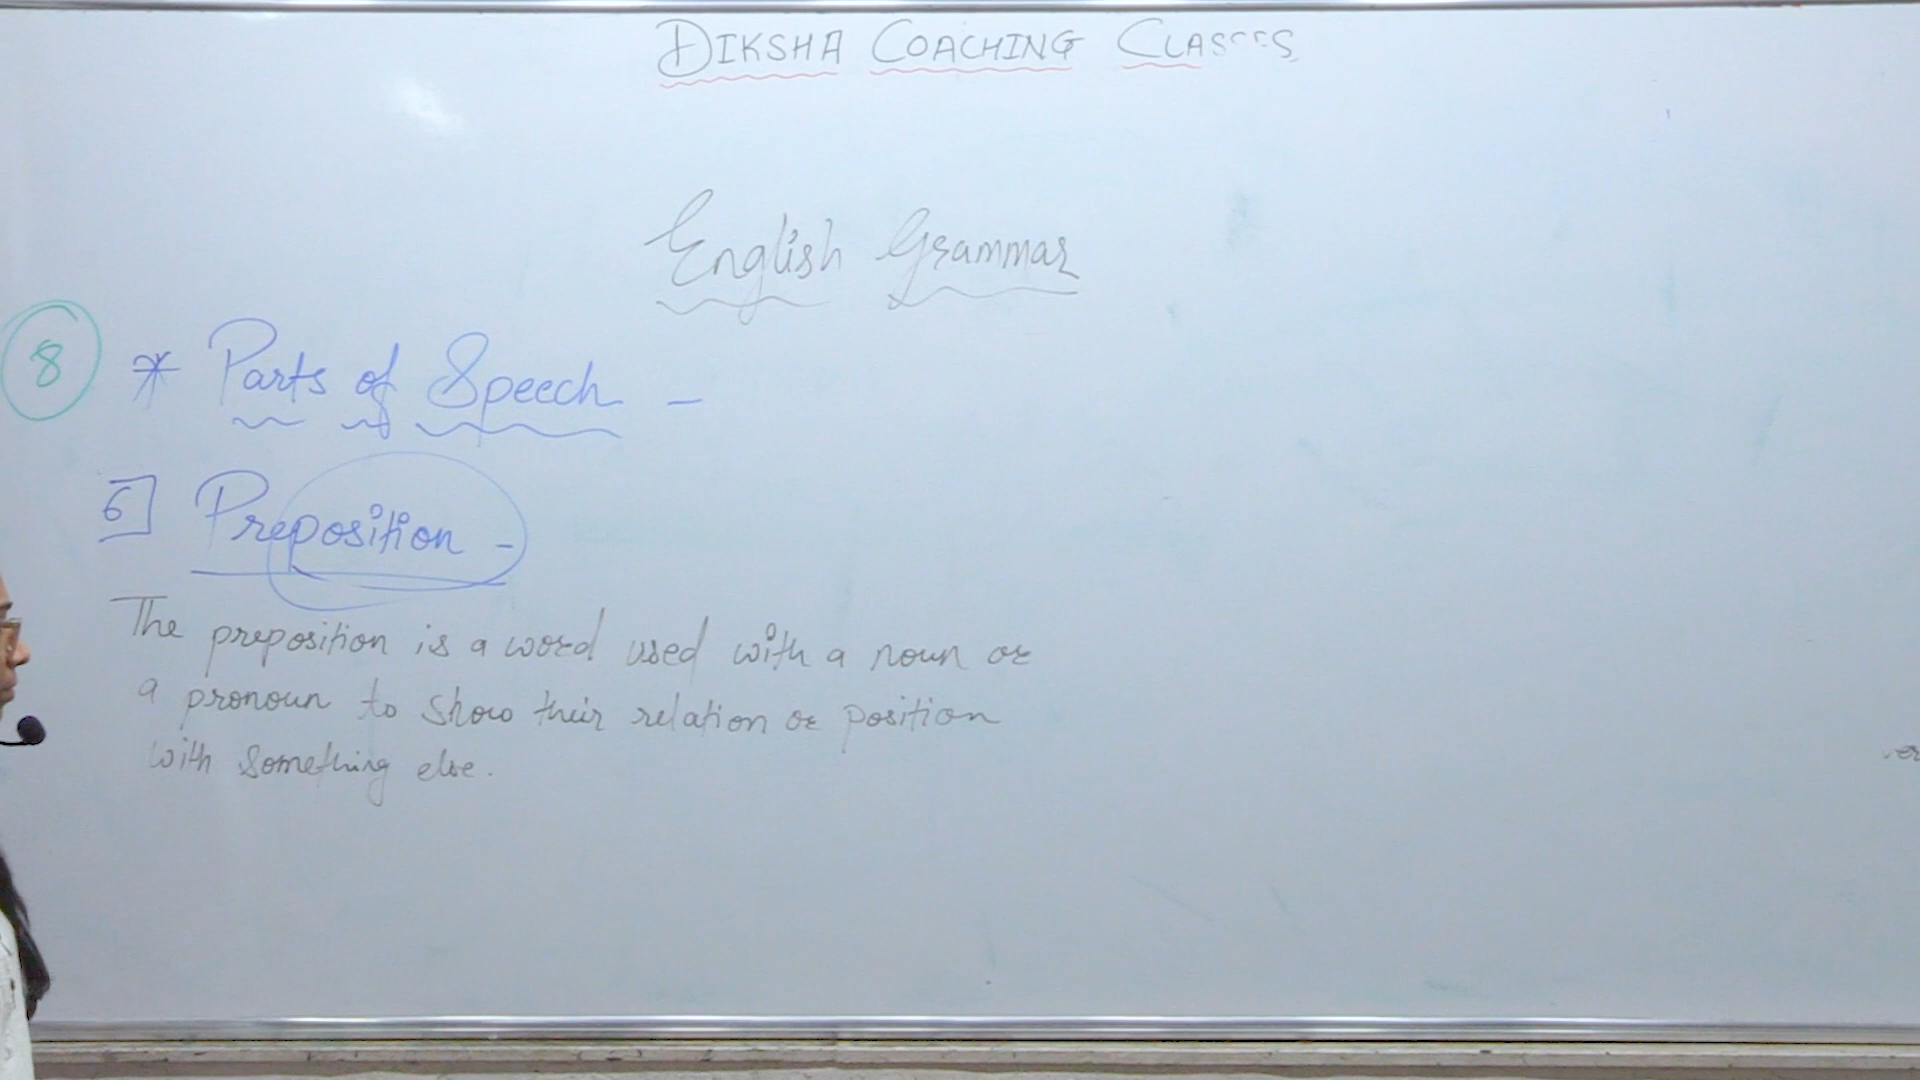 DIKSHA COACHING CLASSES
English Grammar
8 * Parts of Speech -
6] Preposition -
The preposition is a word used with a noun or
a pronoun to show their relation or position
with something else.